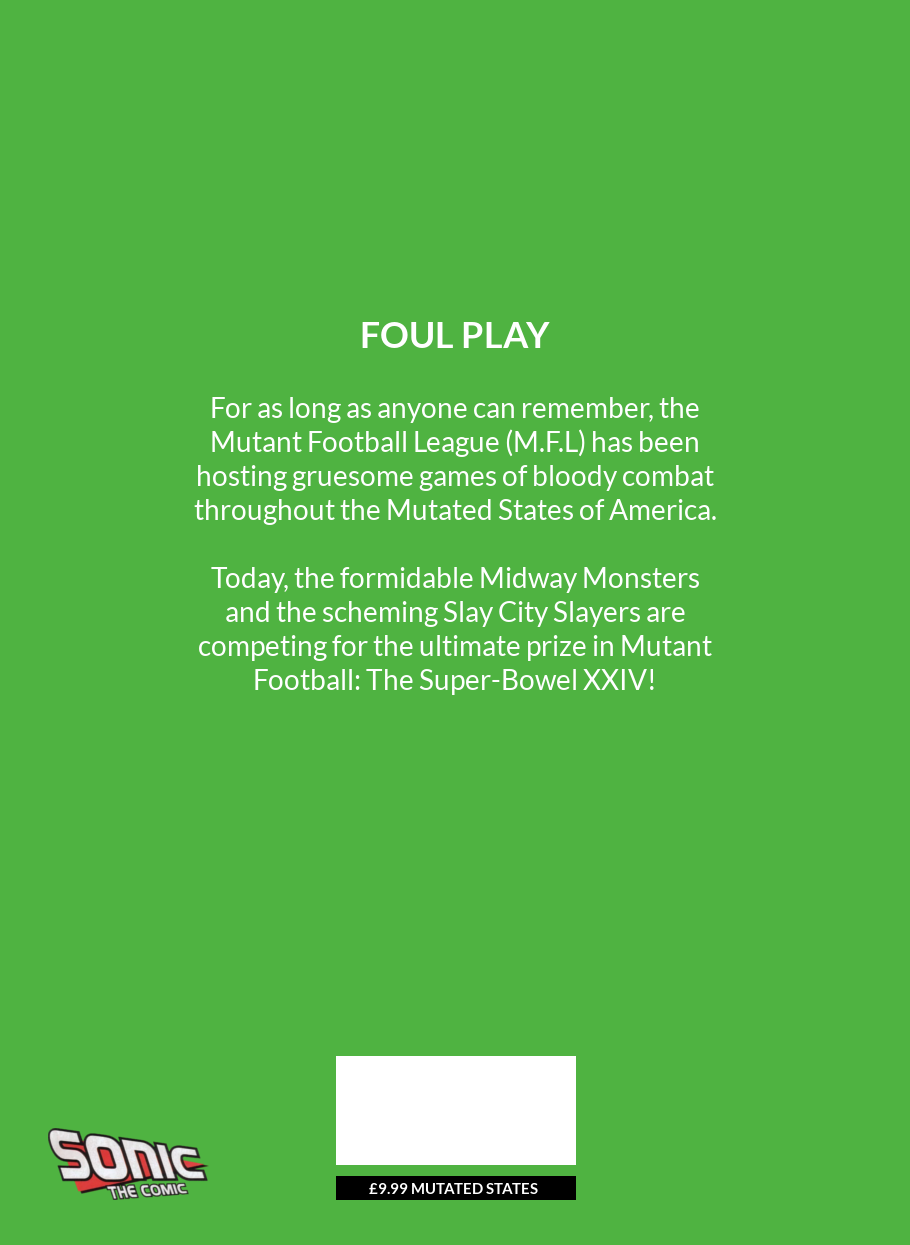 FOUL PLAY
For as long as anyone can remember, the
Mutant Football League (M.F.L) has been
hosting gruesome games of bloody combat
throughout the Mutated States of America.
Today, the formidable Midway Monsters
and the scheming Slay City Slayers are
competing for the ultimate prize in Mutant
Football: The Super-Bowel XXIV!
SONIC
THE COMIC
£9.99 MUTATED STATES